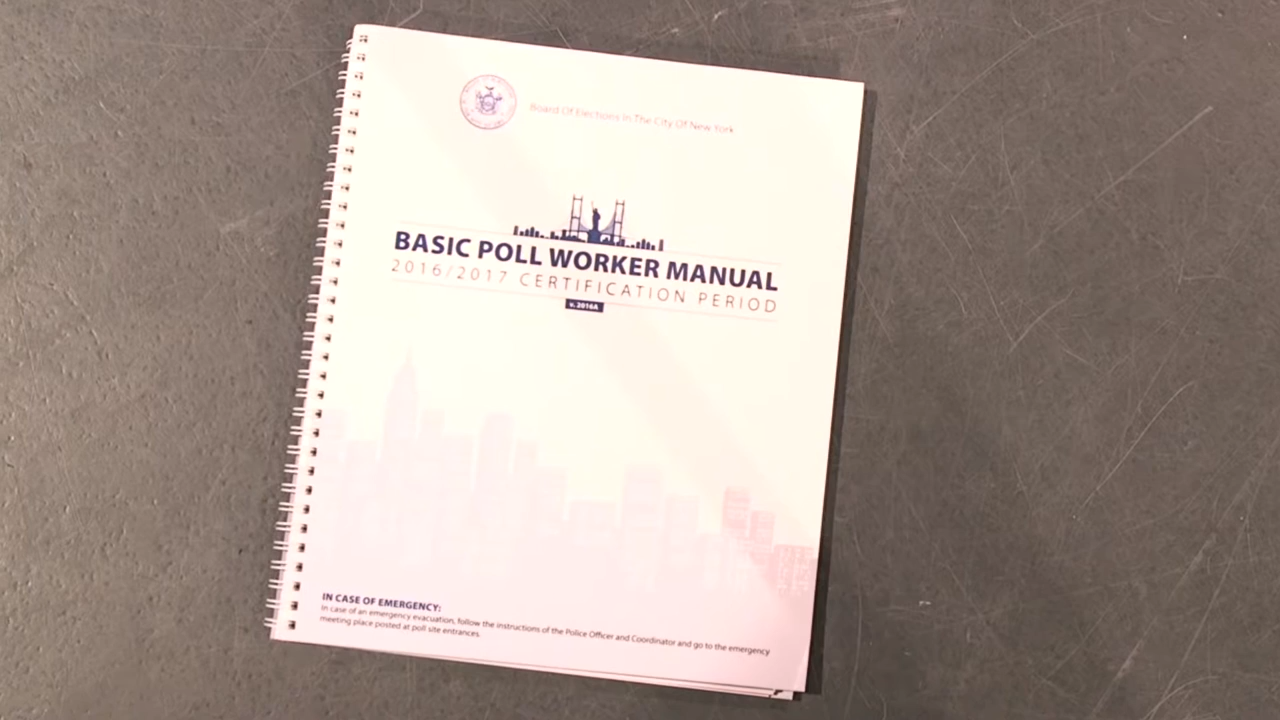 Board Of Elections In The City Of New York
BASIC POLL WORKER MANUAL
2016/2017 CERTIFICATION PERIOD
v. 2016A
IN CASE OF EMERGENCY:
In case of an emergency evacuation, follow the instructions of the Police Officer and Coordinator and go to the emergency
meeting place posted at poll site entrances.